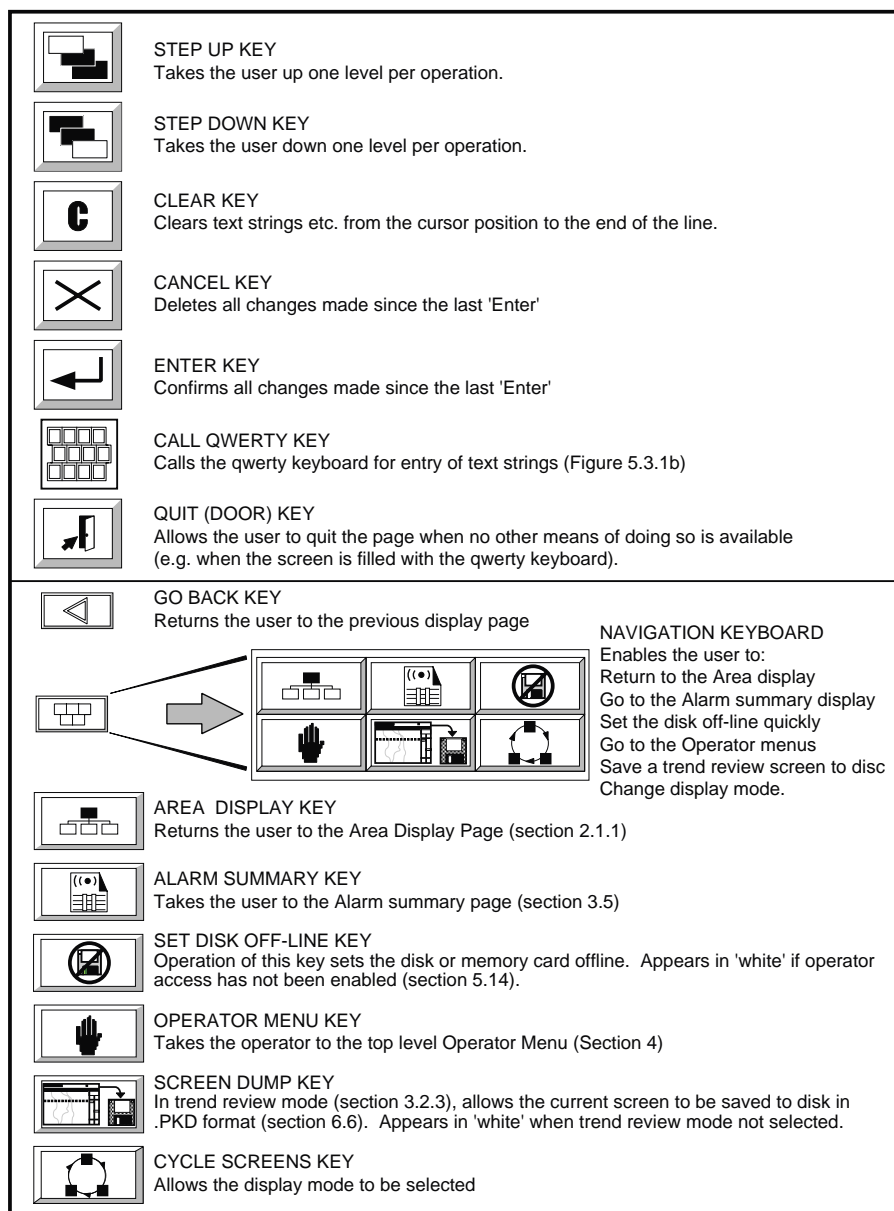 STEP UP KEY
Takes the user up one level per operation.
STEP DOWN KEY
Takes the user down one level per operation.
C
CLEAR KEY
Clears text strings etc. from the cursor position to the end of the line.
CANCEL KEY
Deletes all changes made since the last 'Enter'
ENTER KEY
Confirms all changes made since the last 'Enter'
CALL QWERTY KEY
Calls the qwerty keyboard for entry of text strings (Figure 5.3.1b)
QUIT (DOOR) KEY
Allows the user to quit the page when no other means of doing so is available
(e.g. when the screen is filled with the qwerty keyboard).
GO BACK KEY
Returns the user to the previous display page
NAVIGATION KEYBOARD
Enables the user to:
Return to the Area display
Go to the Alarm summary display
Set the disk off-line quickly
Go to the Operator menus
Save a trend review screen to disc
Change display mode.
AREA DISPLAY KEY
Returns the user to the Area Display Page (section 2.1.1)
ALARM SUMMARY KEY
Takes the user to the Alarm summary page (section 3.5)
SET DISK OFF-LINE KEY
Operation of this key sets the disk or memory card offline. Appears in 'white' if operator
access has not been enabled (section 5.14).
OPERATOR MENU KEY
Takes the operator to the top level Operator Menu (Section 4)
SCREEN DUMP KEY
In trend review mode (section 3.2.3), allows the current screen to be saved to disk in
.PKD format (section 6.6). Appears in 'white' when trend review mode not selected.
CYCLE SCREENS KEY
Allows the display mode to be selected